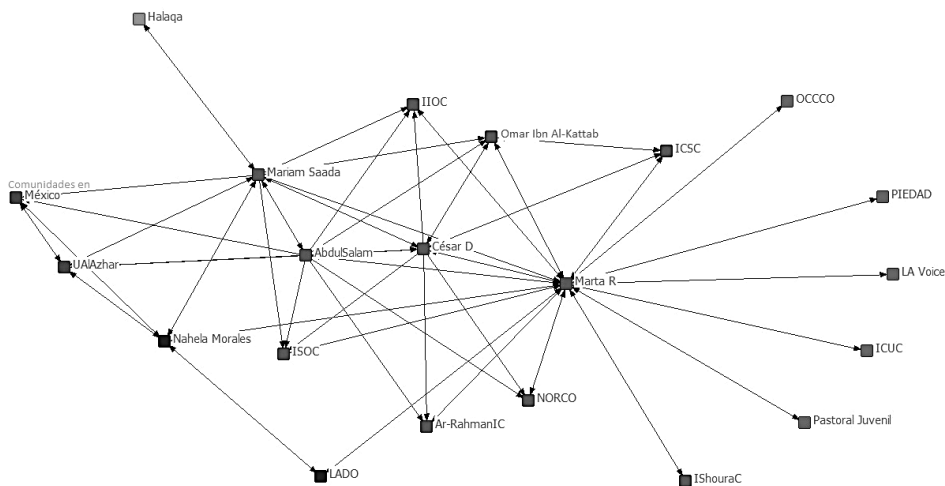 Halaqa
IIOC
OCCCO
Omar Ibn Al-Kattab
ICSC
Mariam Saada
Comunidades en
México
PIEDAD
César D
AbdulSalam
UAlAzhar
Marta R
LA Voice
Nahela Morales
ISOC
ICUC
NORCO
Pastoral Juvenil
Ar-RahmanIC
LADO
IShouraC